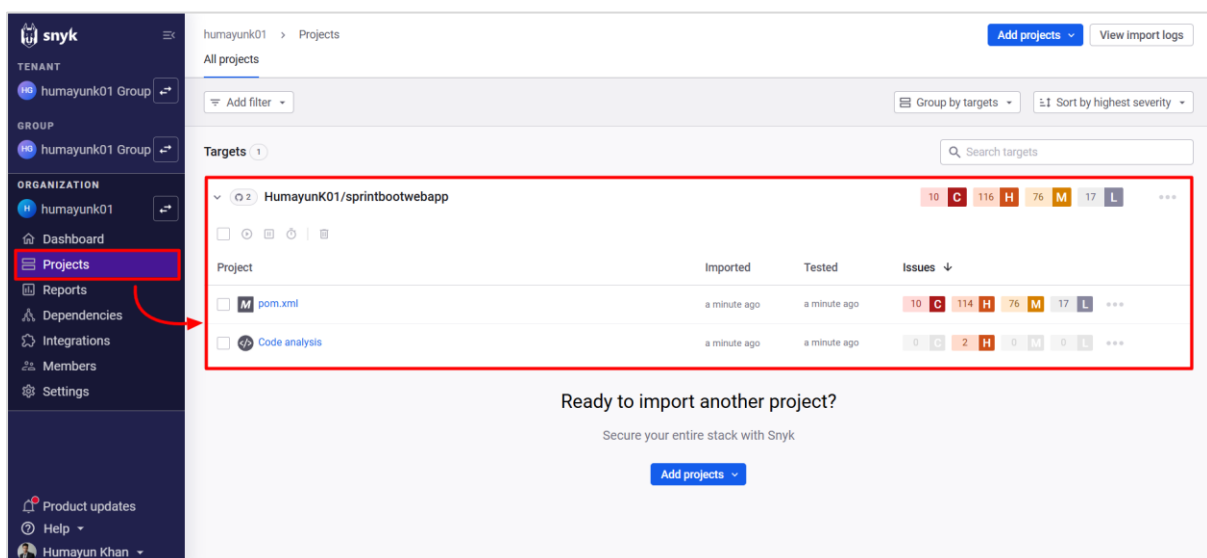 snyk
TENANT
HG humayunk01 Group
GROUP
HG humayunk01 Group
ORGANIZATION
H humayunk01
Dashboard
Projects
Reports
Dependencies
Integrations
Members
Settings
Product updates
Help
Humayun Khan
humayunk01 > Projects
Add projects
View import logs
All projects
Add filter
Group by targets
Sort by highest severity
Targets 1
Search targets
2 HumayunK01/sprintbootwebapp 10 C 116 H 76 M 17 L
Project Imported Tested Issues
M pom.xml a minute ago a minute ago 10 C 114 H 76 M 17 L
Code analysis a minute ago a minute ago 0 C 2 H 0 M 0 L
Ready to import another project?
Secure your entire stack with Snyk
Add projects